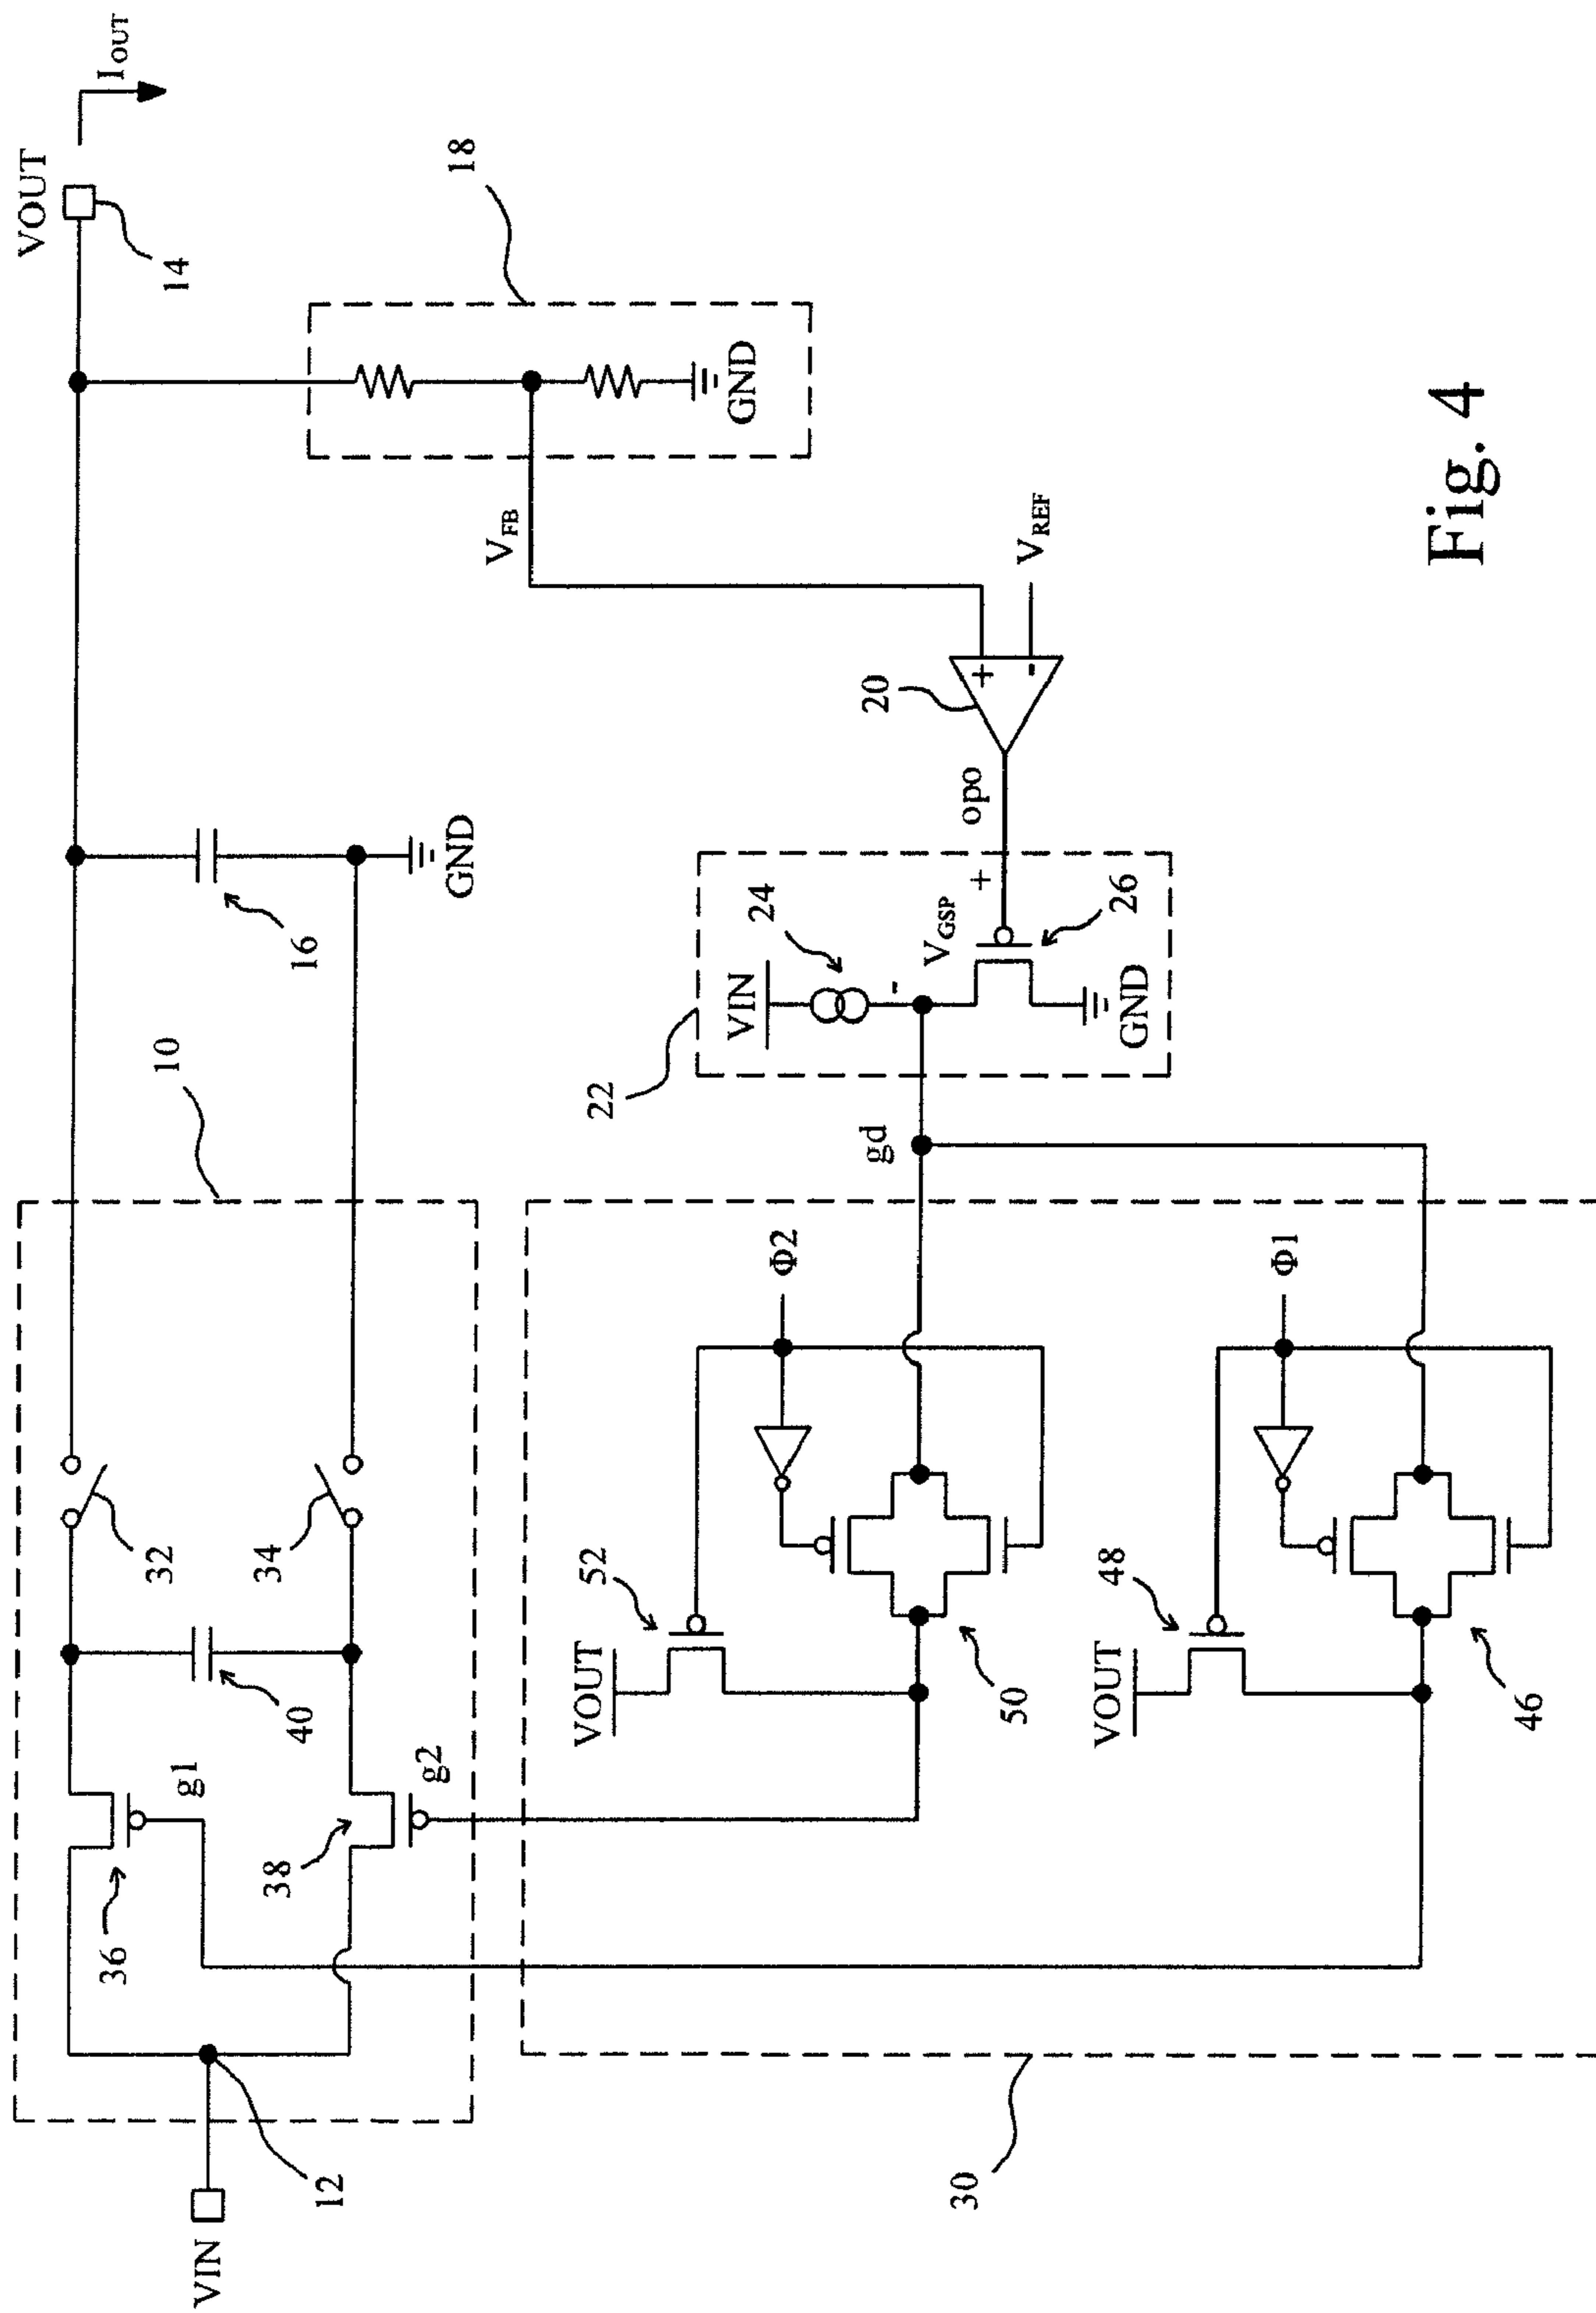 VIN
12
10
36
g1
38
g2
40
32
34
16
GND
VOUT
14
IOUT
18
GND
VFB
VREF
20
opo
22
VIN
24
-
+
VGSP
26
GND
gd
30
VOUT
52
Φ2
50
VOUT
48
Φ1
46
+
-
Fig. 4